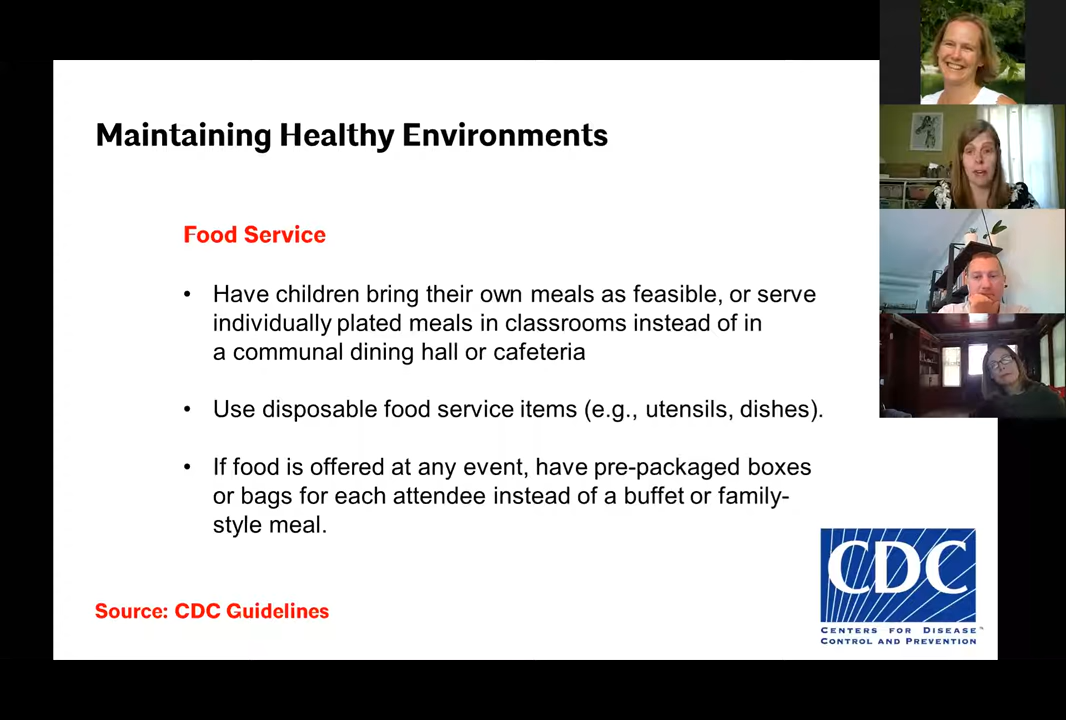 Maintaining Healthy Environments
Food Service
• Have children bring their own meals as feasible, or serve
individually plated meals in classrooms instead of in
a communal dining hall or cafeteria
• Use disposable food service items (e.g., utensils, dishes).
• If food is offered at any event, have pre-packaged boxes
or bags for each attendee instead of a buffet or family-
style meal.
Source: CDC Guidelines
CDC
CENTERS FOR DISEASE™
CONTROL AND PREVENTION